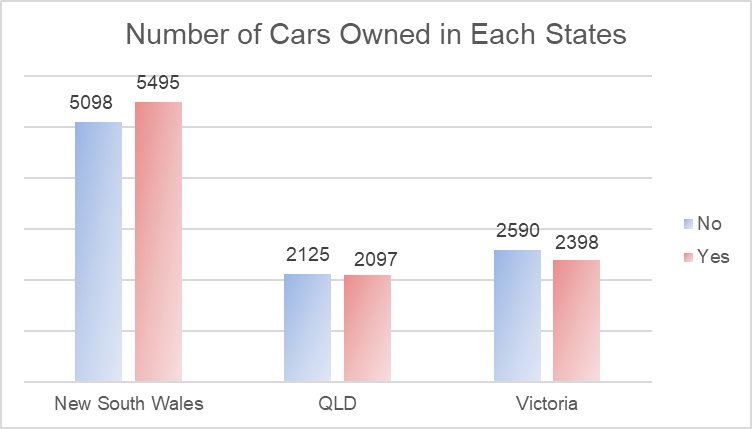 Number of Cars Owned in Each States
5098
5495
2125
2097
2590
2398
No
Yes
New South Wales
QLD
Victoria